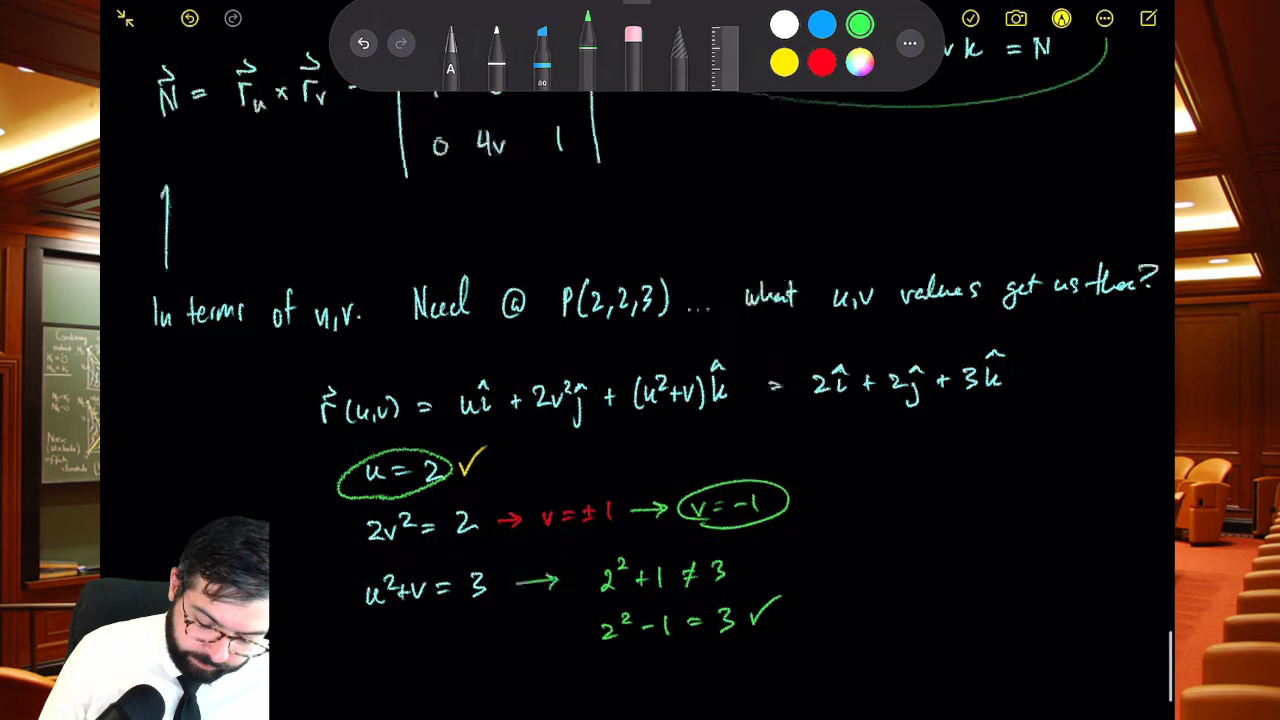 v k = N
N⃗ = r⃗ᵤ × r⃗ᵥ =
0 4v 1
In terms of u,v. Need @ P(2,2,3) ... what u,v values get us there?
r⃗(u,v) = uî + 2v²ĵ + (u²+v)k̂ = 2î + 2ĵ + 3k̂
u = 2 ✓
2v² = 2 → v = ±1 → v = -1
u²+v = 3 → 2² + 1 ≠ 3
2² - 1 = 3 ✓